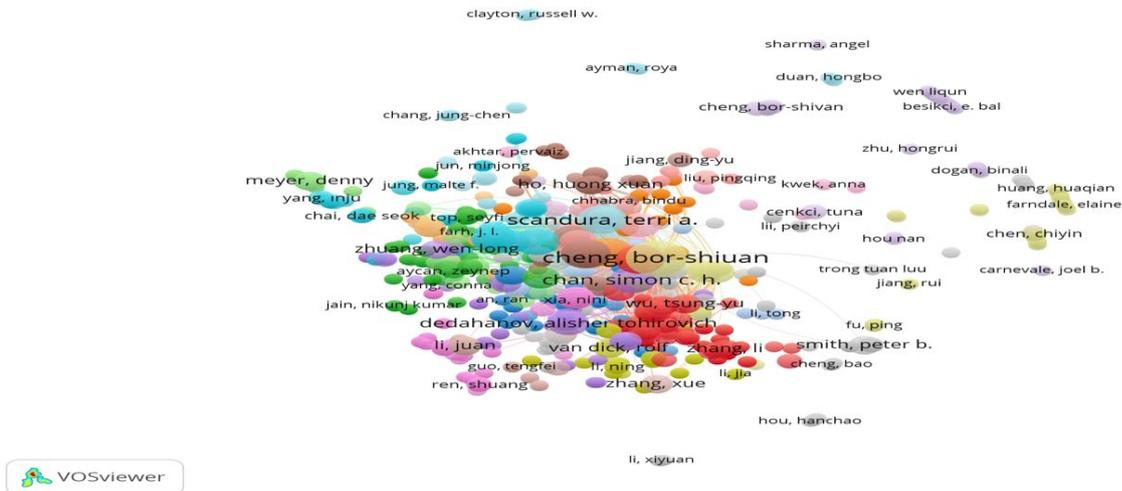 clayton, russell w.
sharma, angel
ayman, roya
duan, hongbo
wen liqun
cheng, bor-shivan
besikci, e. bal
chang, jung-chen
akhtar, pervaiz
zhu, hongrui
jiang, ding-yu
jun, minjong
dogan, binali
meyer, denny
jung, malte f.
ho, huong xuan
liu, pingqing
kwek, anna
huang, huaqian
yang, inju
chhabra, bindu
farndale, elaine
chai, dae seok
top, seyfi
scandura, terri a.
cenkci, tuna
lii, peirchyi
farh, j. l.
chen, chiyin
hou nan
zhuang, wen-long
cheng, bor-shiuan
aycan, zeynep
trong tuan luu
carnevale, joel b.
yang, conna
chan, simon c. h.
jiang, rui
jain, nikunj kumar
an, ran
xia, nini
wu, tsung-yu
li, tong
dedahanov, alisher tohirovich
fu, ping
li, juan
van dick, rolf
zhang, li
smith, peter b.
guo, tengfei
li, ning
cheng, bao
li, jia
ren, shuang
zhang, xue
hou, hanchao
li, xiyuan
VOSviewer